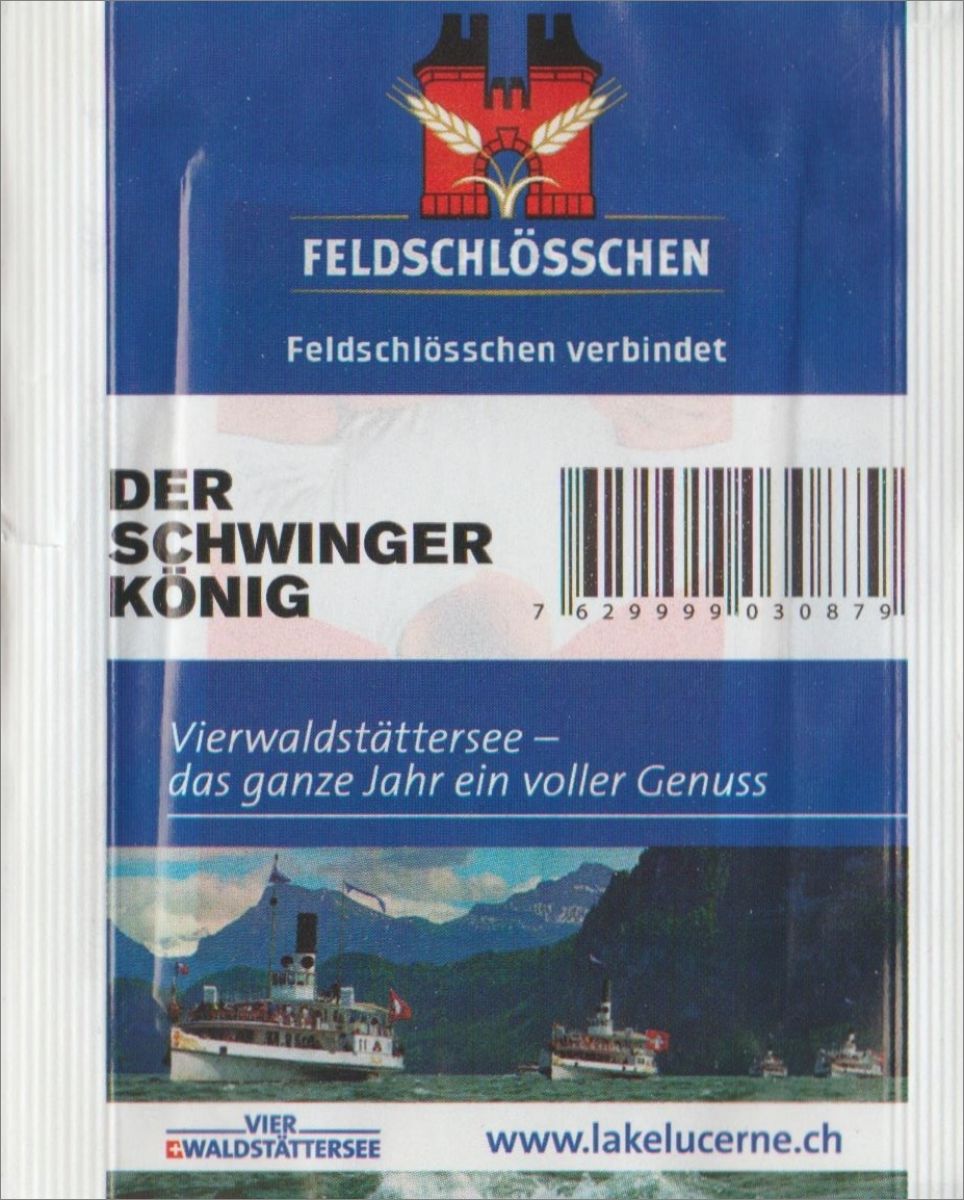 FELDSCHLÖSSCHEN
Feldschlösschen verbindet
DER
SCHWINGER
KÖNIG
7 629999 030879
Vierwaldstättersee –
das ganze Jahr ein voller Genuss
VIER
WALDSTÄTTERSEE
www.lakelucerne.ch